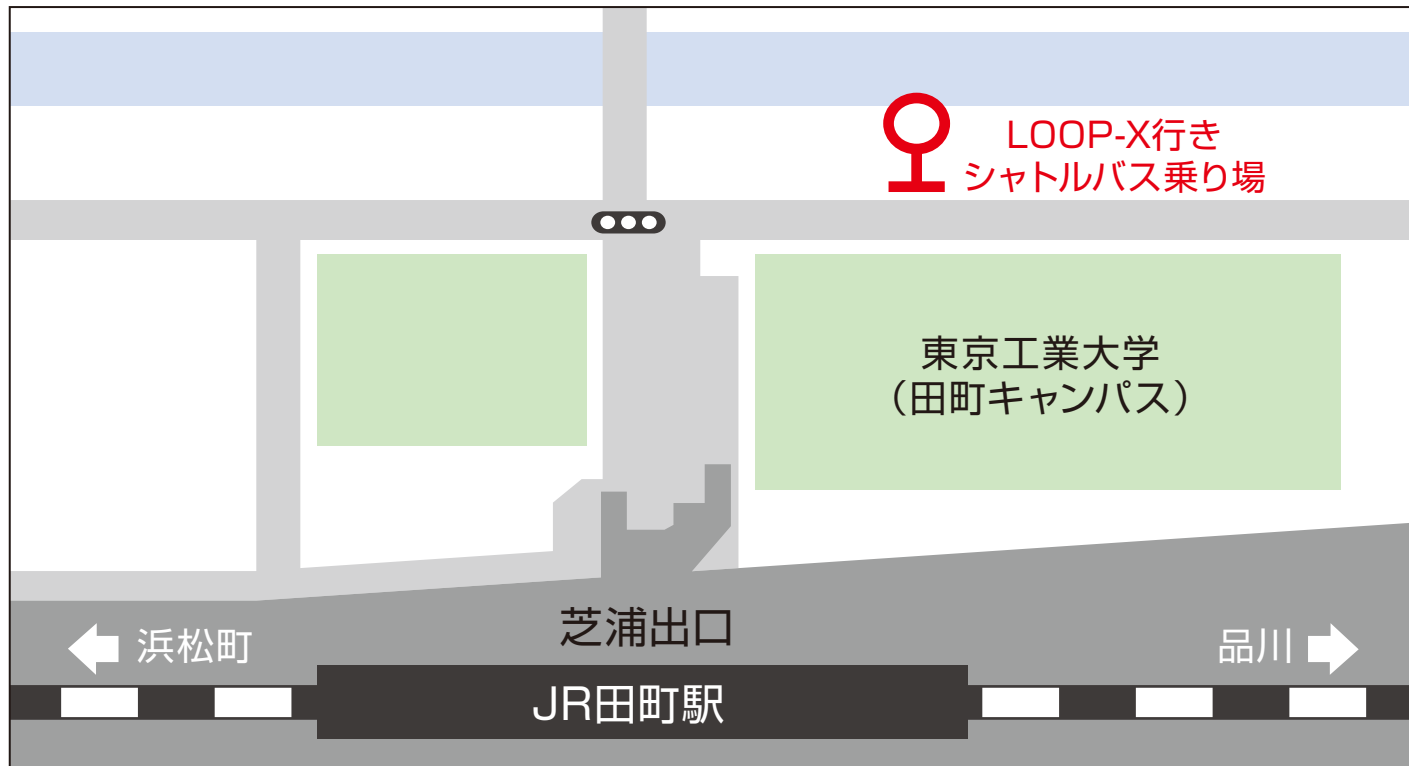 LOOP-X行き
シャトルバス乗り場
東京工業大学
（田町キャンパス）
芝浦出口
浜松町
品川
JR田町駅